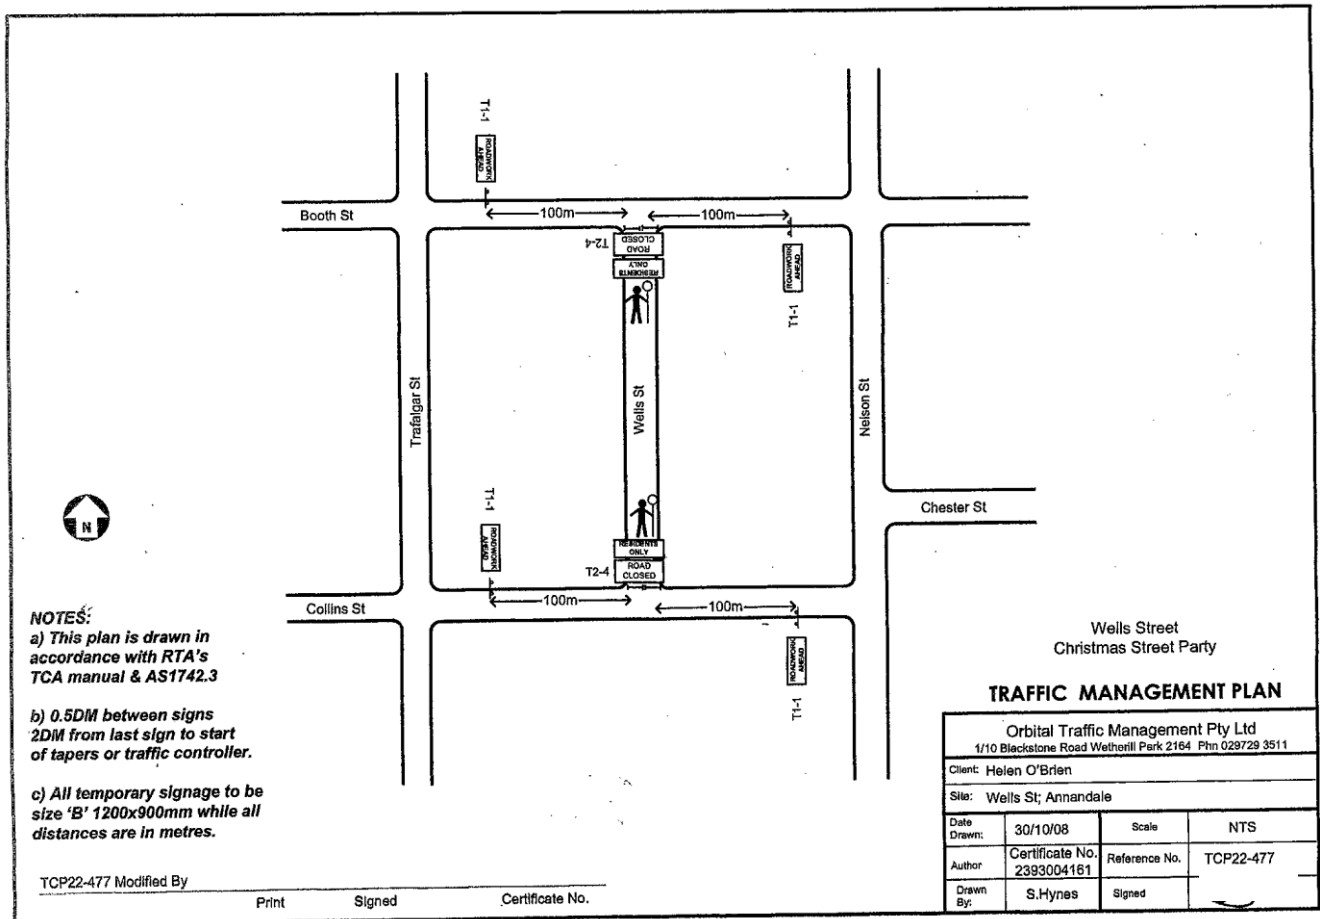 T1-1
ROADWORK
AHEAD
Booth St
100m
100m
T2-4
ROAD
CLOSED
RESIDENTS
ONLY
ROADWORK
AHEAD
T1-1
Trafalgar St
Wells St
Nelson St
N
T1-1
ROADWORK
AHEAD
Chester St
RESIDENTS
ONLY
T2-4
ROAD
CLOSED
Collins St
100m
100m
ROADWORK
AHEAD
T1-1
NOTES:
a) This plan is drawn in
accordance with RTA's
TCA manual & AS1742.3
b) 0.5DM between signs
2DM from last sign to start
of tapers or traffic controller.
c) All temporary signage to be
size 'B' 1200x900mm while all
distances are in metres.
TCP22-477 Modified By
Print Signed Certificate No.
Wells Street
Christmas Street Party
TRAFFIC MANAGEMENT PLAN
Orbital Traffic Management Pty Ltd
1/10 Blackstone Road Wetherill Park 2164 Phn 029729 3511
Client: Helen O'Brien
Site: Wells St; Annandale
Date
Drawn: 30/10/08 Scale NTS
Author Certificate No.
2393004161 Reference No. TCP22-477
Drawn
By: S.Hynes Signed